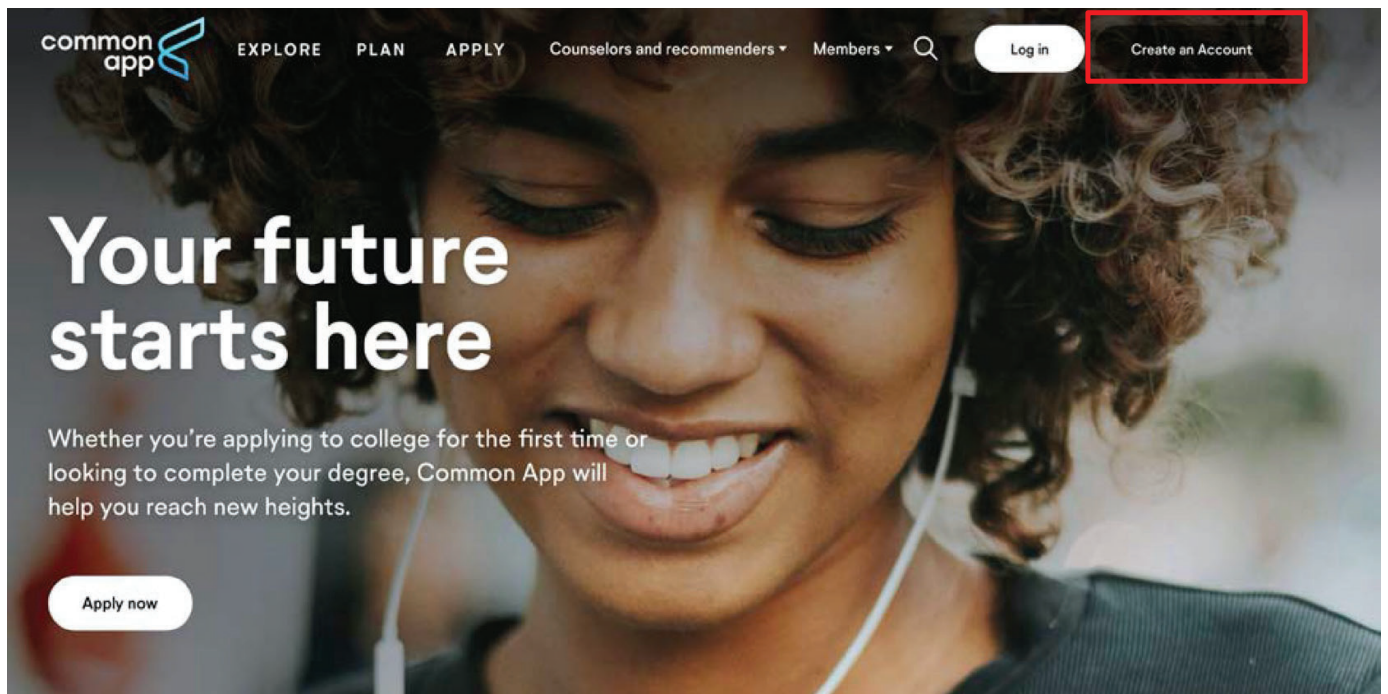 common app
EXPLORE PLAN APPLY Counselors and recommenders Members Log in Create an Account
Your future
starts here
Whether you’re applying to college for the first time or
looking to complete your degree, Common App will
help you reach new heights.
Apply now